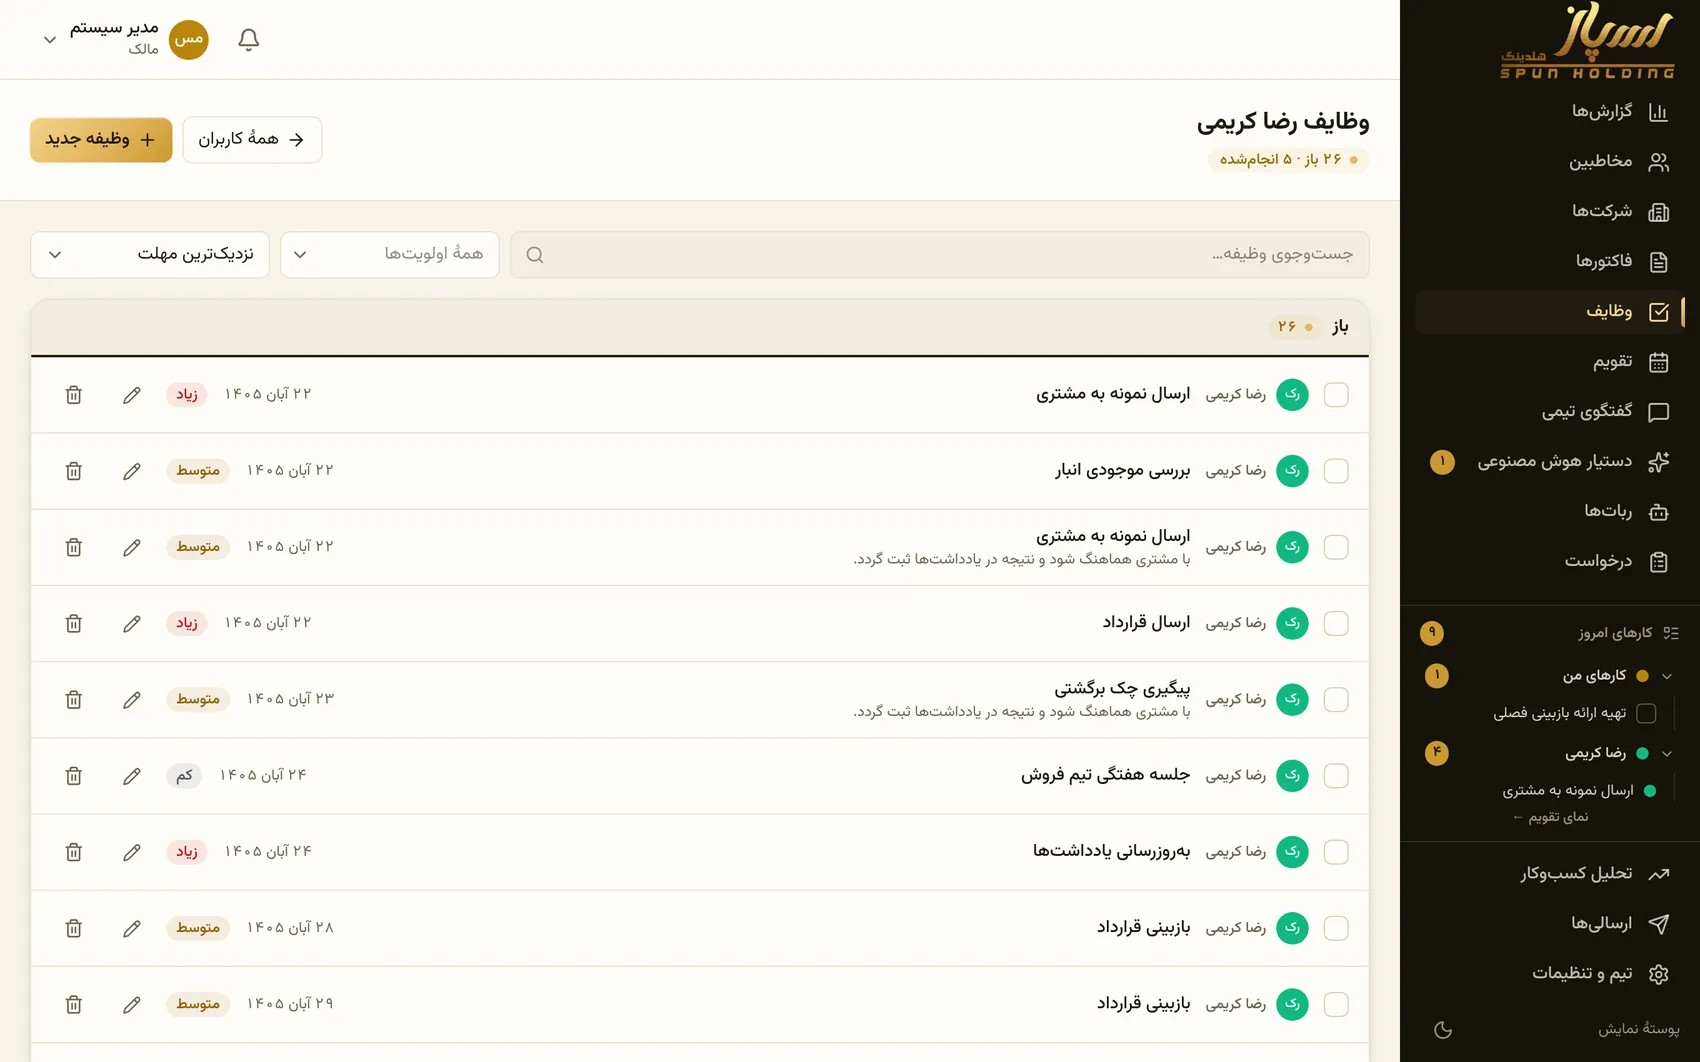 اسپاز
هلدینگ
SPUN HOLDING
گزارش‌ها
مخاطبین
شرکت‌ها
فاکتورها
وظایف
تقویم
گفتگوی تیمی
دستیار هوش مصنوعی ۱
ربات‌ها
درخواست
کارهای امروز ۹
کارهای من ۱
تهیه ارائه بازبینی فصلی
رضا کریمی ۴
ارسال نمونه به مشتری
نمای تقویم ←
تحلیل کسب‌وکار
ارسالی‌ها
تیم و تنظیمات
پوستهٔ نمایش
مس مدیر سیستم
مالک
وظایف رضا کریمی
۲۶ باز · ۵ انجام‌شده
→ همهٔ کاربران
+ وظیفه جدید
جست‌وجوی وظیفه...
همهٔ اولویت‌ها
نزدیک‌ترین مهلت
باز ۲۶
رک رضا کریمی ارسال نمونه به مشتری ۲۲ آبان ۱۴۰۵ زیاد
رک رضا کریمی بررسی موجودی انبار ۲۲ آبان ۱۴۰۵ متوسط
رک رضا کریمی ارسال نمونه به مشتری ۲۲ آبان ۱۴۰۵ متوسط
با مشتری هماهنگ شود و نتیجه در یادداشت‌ها ثبت گردد.
رک رضا کریمی ارسال قرارداد ۲۲ آبان ۱۴۰۵ زیاد
رک رضا کریمی پیگیری چک برگشتی ۲۳ آبان ۱۴۰۵ متوسط
با مشتری هماهنگ شود و نتیجه در یادداشت‌ها ثبت گردد.
رک رضا کریمی جلسه هفتگی تیم فروش ۲۴ آبان ۱۴۰۵ کم
رک رضا کریمی به‌روزرسانی یادداشت‌ها ۲۴ آبان ۱۴۰۵ زیاد
رک رضا کریمی بازبینی قرارداد ۲۸ آبان ۱۴۰۵ متوسط
رک رضا کریمی بازبینی قرارداد ۲۹ آبان ۱۴۰۵ متوسط